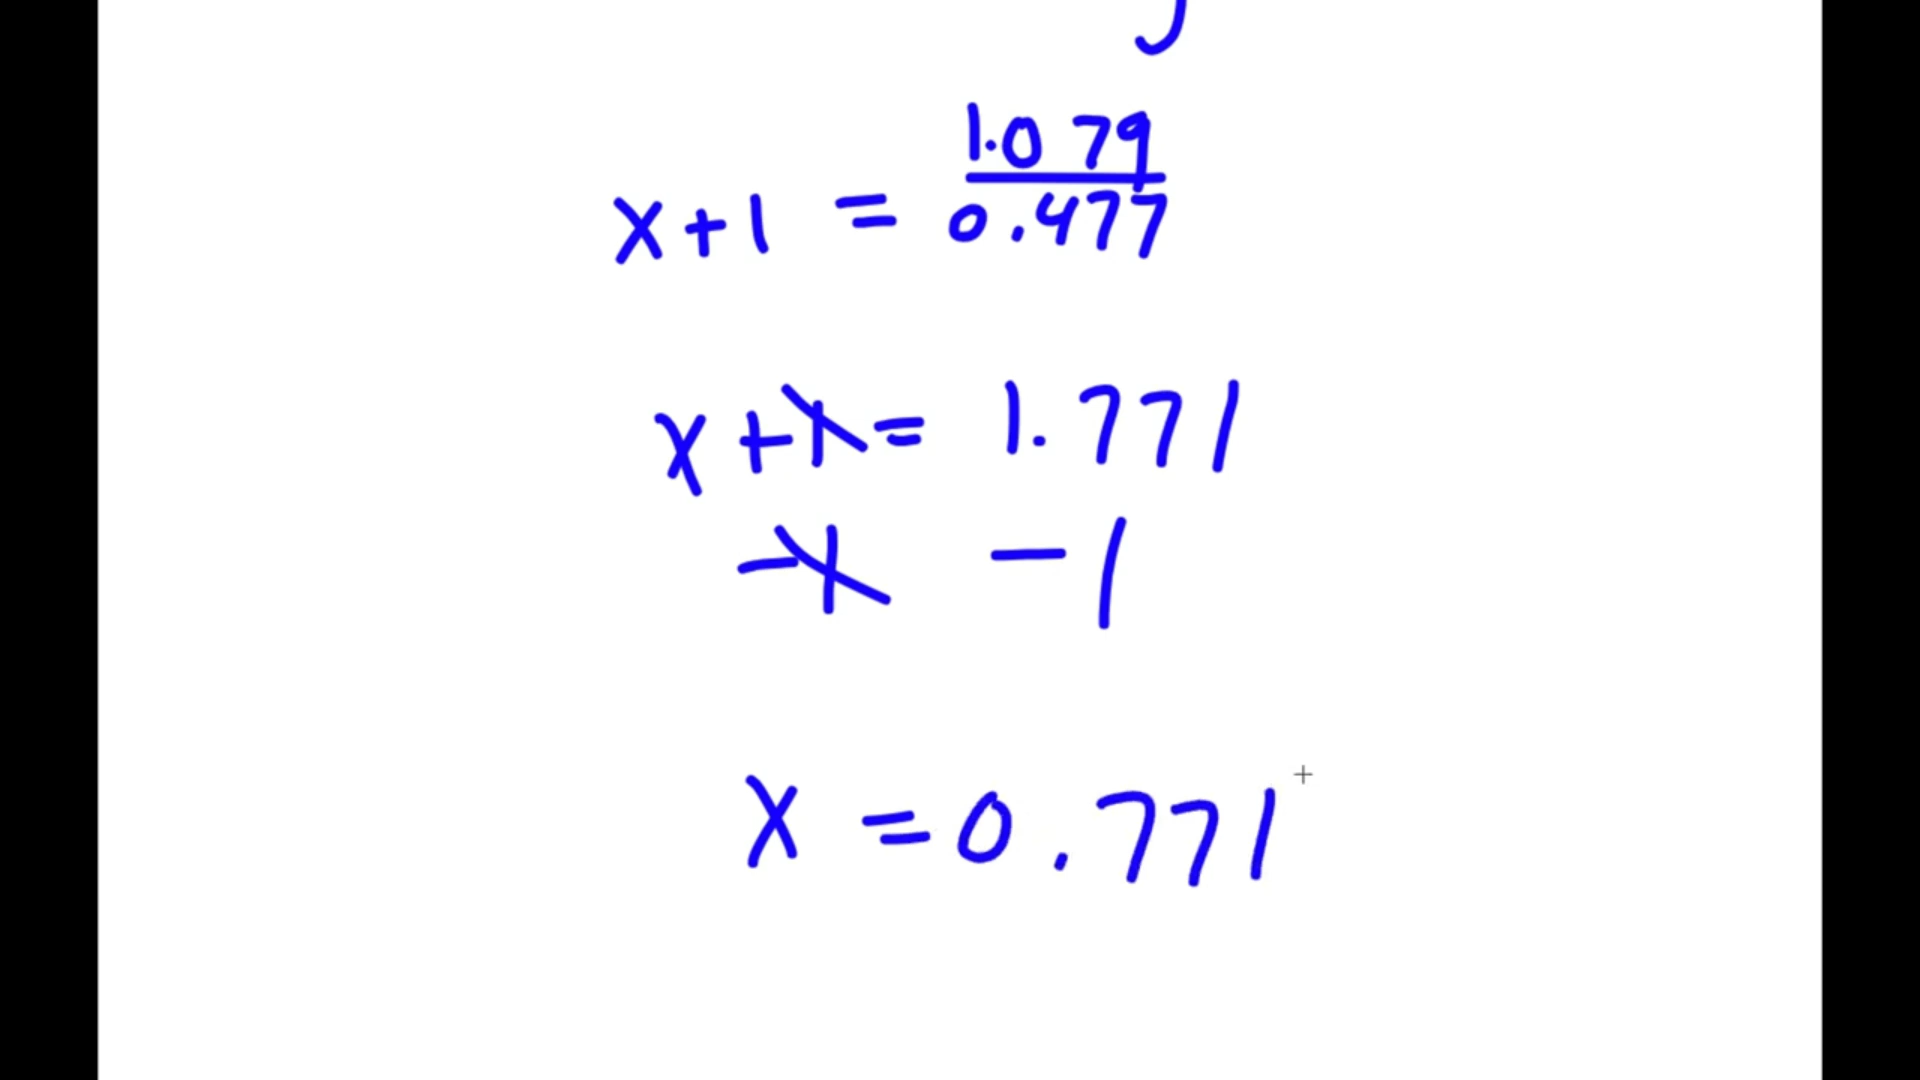 1.079
x+1 = ―――
0.477
x+1= 1.771
-1 -1
x =0.771